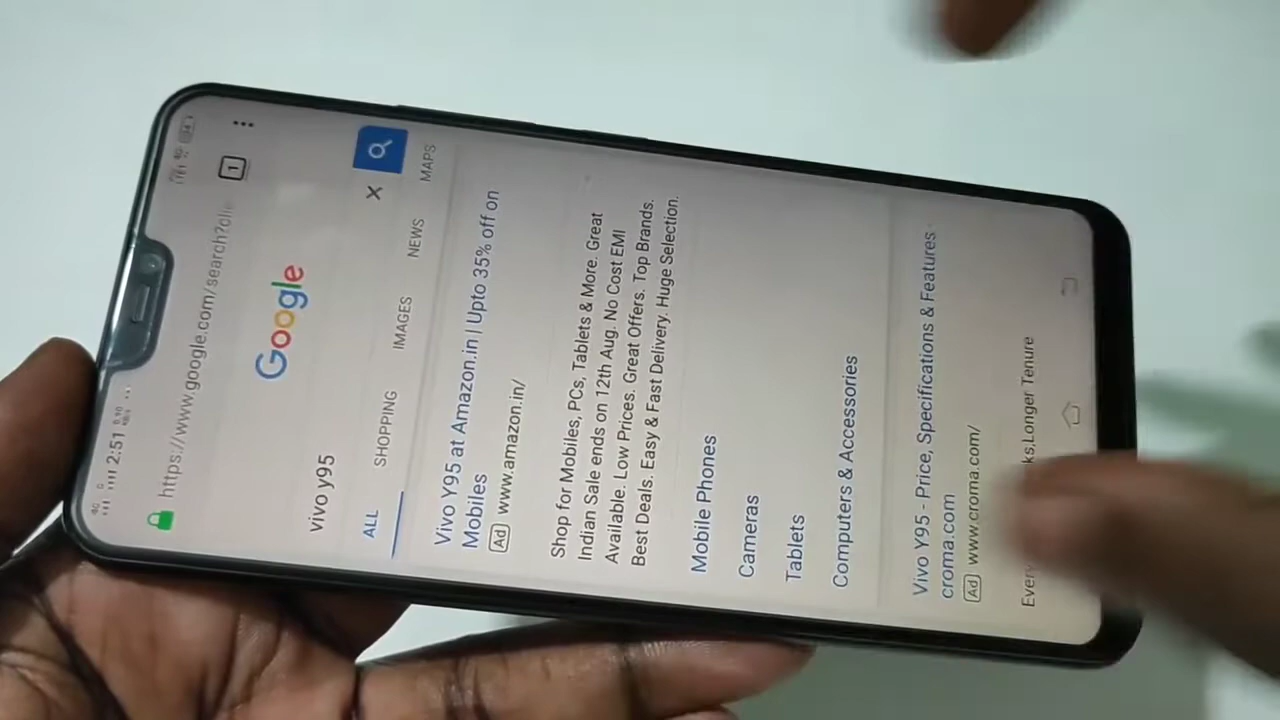 2:51
https://www.google.com/search?cli
1
Google
vivo y95
ALL SHOPPING IMAGES NEWS MAPS
Vivo Y95 at Amazon.in | Upto 35% off on
Mobiles
Ad www.amazon.in/
Shop for Mobiles, PCs, Tablets & More. Great
Indian Sale ends on 12th Aug. No Cost EMI
Available. Low Prices. Great Offers. Top Brands.
Best Deals. Easy & Fast Delivery. Huge Selection.
Mobile Phones
Cameras
Tablets
Computers & Accessories
Vivo Y95 - Price, Specifications & Features
croma.com
Ad www.croma.com/
Longer Tenure